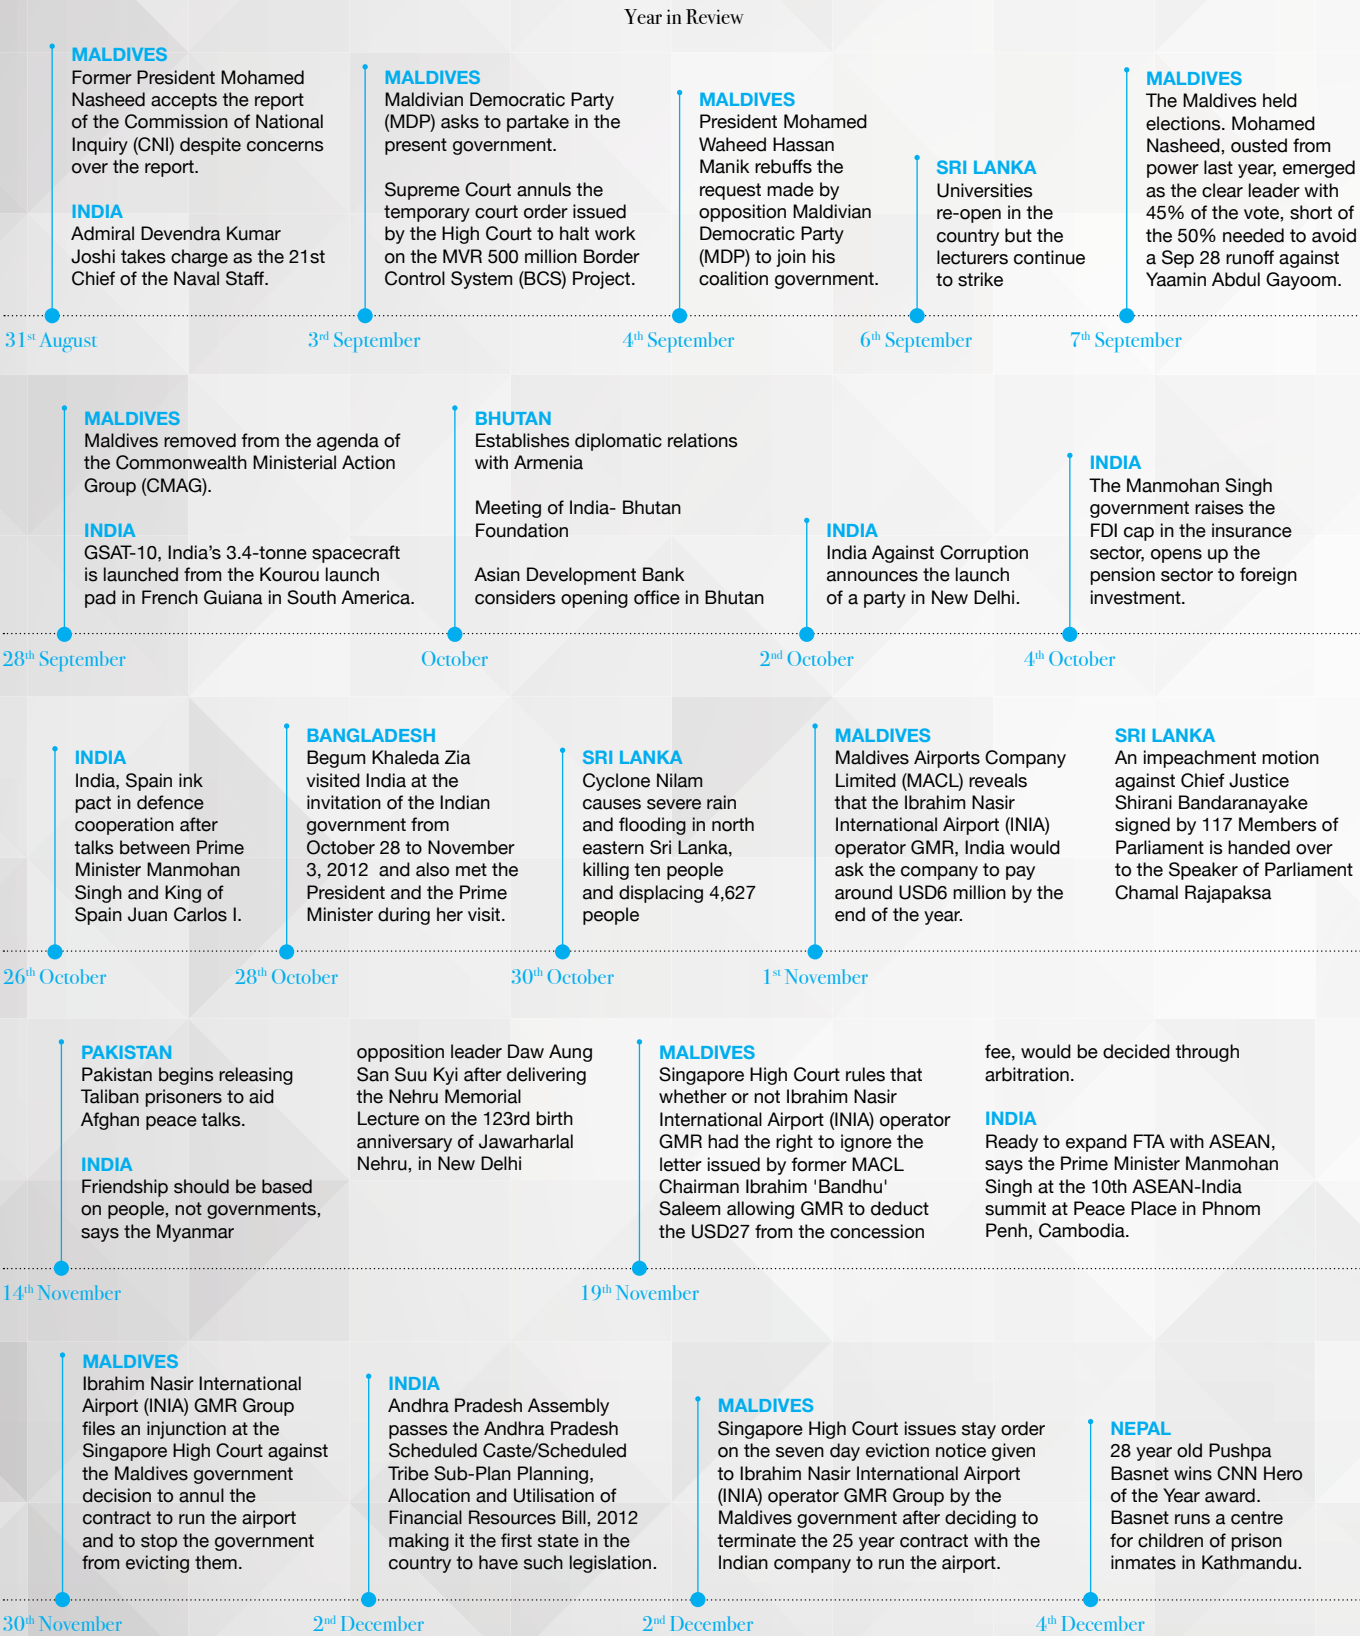 Year in Review
MALDIVES
Former President Mohamed
Nasheed accepts the report
of the Commission of National
Inquiry (CNI) despite concerns
over the report.
INDIA
Admiral Devendra Kumar
Joshi takes charge as the 21st
Chief of the Naval Staff.
31st August
MALDIVES
Maldivian Democratic Party
(MDP) asks to partake in the
present government.
Supreme Court annuls the
temporary court order issued
by the High Court to halt work
on the MVR 500 million Border
Control System (BCS) Project.
3rd September
MALDIVES
President Mohamed
Waheed Hassan
Manik rebuffs the
request made by
opposition Maldivian
Democratic Party
(MDP) to join his
coalition government.
4th September
SRI LANKA
Universities
re-open in the
country but the
lecturers continue
to strike
6th September
MALDIVES
The Maldives held
elections. Mohamed
Nasheed, ousted from
power last year, emerged
as the clear leader with
45% of the vote, short of
the 50% needed to avoid
a Sep 28 runoff against
Yaamin Abdul Gayoom.
7th September
MALDIVES
Maldives removed from the agenda of
the Commonwealth Ministerial Action
Group (CMAG).
INDIA
GSAT-10, India's 3.4-tonne spacecraft
is launched from the Kourou launch
pad in French Guiana in South America.
28th September
BHUTAN
Establishes diplomatic relations
with Armenia
Meeting of India- Bhutan
Foundation
Asian Development Bank
considers opening office in Bhutan
October
INDIA
India Against Corruption
announces the launch
of a party in New Delhi.
2nd October
INDIA
The Manmohan Singh
government raises the
FDI cap in the insurance
sector, opens up the
pension sector to foreign
investment.
4th October
INDIA
India, Spain ink
pact in defence
cooperation after
talks between Prime
Minister Manmohan
Singh and King of
Spain Juan Carlos I.
26th October
BANGLADESH
Begum Khaleda Zia
visited India at the
invitation of the Indian
government from
October 28 to November
3, 2012 and also met the
President and the Prime
Minister during her visit.
28th October
SRI LANKA
Cyclone Nilam
causes severe rain
and flooding in north
eastern Sri Lanka,
killing ten people
and displacing 4,627
people
30th October
MALDIVES
Maldives Airports Company
Limited (MACL) reveals
that the Ibrahim Nasir
International Airport (INIA)
operator GMR, India would
ask the company to pay
around USD6 million by the
end of the year.
SRI LANKA
An impeachment motion
against Chief Justice
Shirani Bandaranayake
signed by 117 Members of
Parliament is handed over
to the Speaker of Parliament
Chamal Rajapaksa
1st November
PAKISTAN
Pakistan begins releasing
Taliban prisoners to aid
Afghan peace talks.
INDIA
Friendship should be based
on people, not governments,
says the Myanmar
opposition leader Daw Aung
San Suu Kyi after delivering
the Nehru Memorial
Lecture on the 123rd birth
anniversary of Jawarharlal
Nehru, in New Delhi
14th November
MALDIVES
Singapore High Court rules that
whether or not Ibrahim Nasir
International Airport (INIA) operator
GMR had the right to ignore the
letter issued by former MACL
Chairman Ibrahim 'Bandhu'
Saleem allowing GMR to deduct
the USD27 from the concession
fee, would be decided through
arbitration.
INDIA
Ready to expand FTA with ASEAN,
says the Prime Minister Manmohan
Singh at the 10th ASEAN-India
summit at Peace Place in Phnom
Penh, Cambodia.
19th November
MALDIVES
Ibrahim Nasir International
Airport (INIA) GMR Group
files an injunction at the
Singapore High Court against
the Maldives government
decision to annul the
contract to run the airport
and to stop the government
from evicting them.
30th November
INDIA
Andhra Pradesh Assembly
passes the Andhra Pradesh
Scheduled Caste/Scheduled
Tribe Sub-Plan Planning,
Allocation and Utilisation of
Financial Resources Bill, 2012
making it the first state in the
country to have such legislation.
2nd December
MALDIVES
Singapore High Court issues stay order
on the seven day eviction notice given
to Ibrahim Nasir International Airport
(INIA) operator GMR Group by the
Maldives government after deciding to
terminate the 25 year contract with the
Indian company to run the airport.
2nd December
NEPAL
28 year old Pushpa
Basnet wins CNN Hero
of the Year award.
Basnet runs a centre
for children of prison
inmates in Kathmandu.
4th December